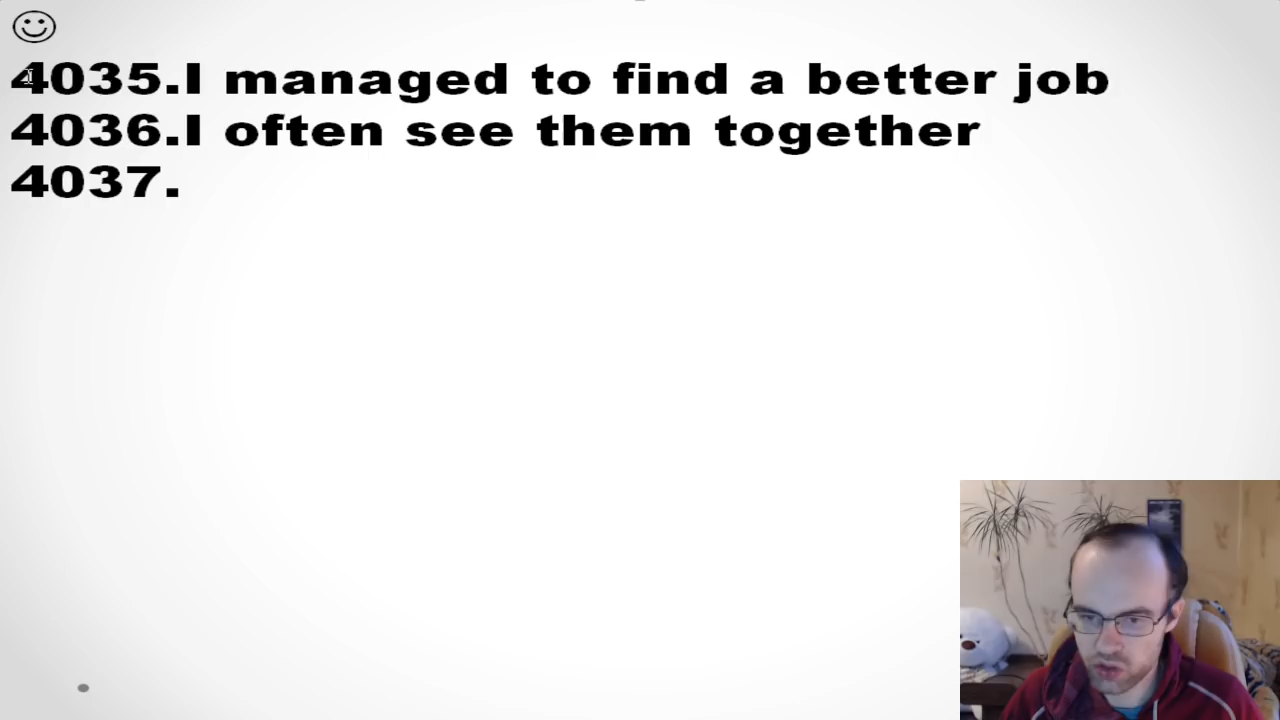 4035.I managed to find a better job
4036.I often see them together
4037.